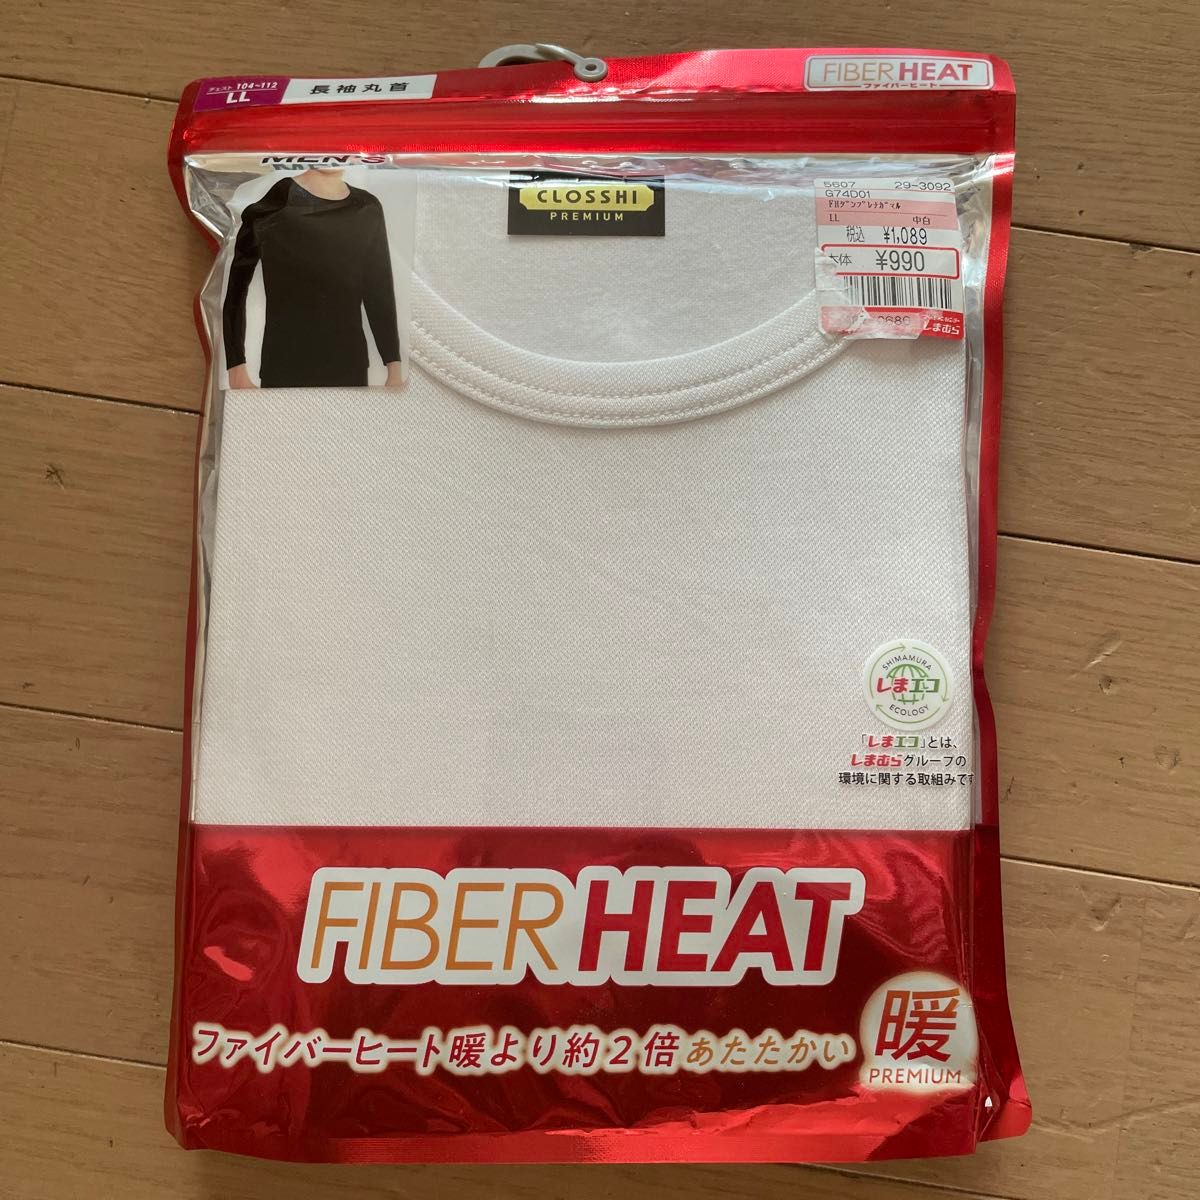 チェスト 104~112
LL
長袖丸首
FIBER HEAT
ファイバーヒート
MEN'S
CLOSSHI
PREMIUM
5607 29-3092
G74D01
LL 中白
税込 ¥1,089
本体 ¥990
しまむら
SHIMAMURA
しまエコ
ECOLOGY
「しまエコ」とは、
しまむらグループの
環境に関する取組みです
FIBER HEAT
ファイバーヒート暖より約2倍あたたかい
暖
PREMIUM